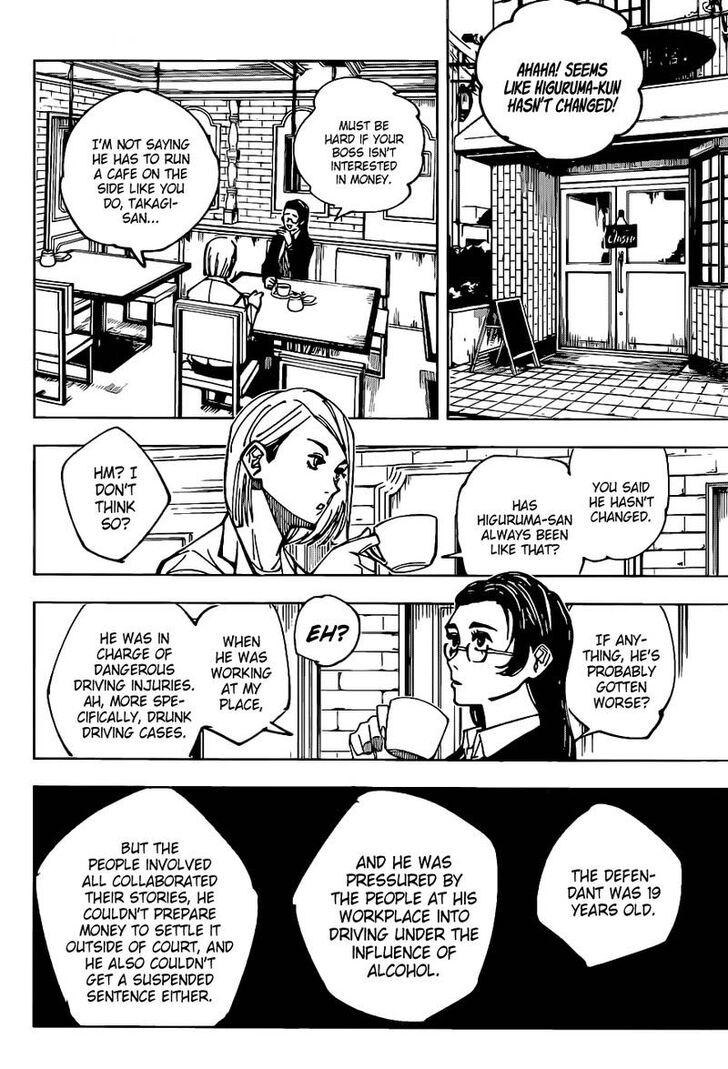 AHAHA! SEEMS
LIKE HIGURUMA-KUN
HASN'T CHANGED!
MUST BE
HARD IF YOUR
BOSS ISN'T
INTERESTED
IN MONEY.
I'M NOT SAYING
HE HAS TO RUN
A CAFE ON THE
SIDE LIKE YOU
DO, TAKAGI-
SAN...
YOU SAID
HE HASN'T
CHANGED.
HAS
HIGURUMA-SAN
ALWAYS BEEN
LIKE THAT?
HM? I
DON'T
THINK
SO?
IF ANY-
THING, HE'S
PROBABLY
GOTTEN
WORSE?
EH?
WHEN
HE WAS
WORKING
AT MY
PLACE,
HE WAS IN
CHARGE OF
DANGEROUS
DRIVING INJURIES.
AH, MORE SPE-
CIFICALLY, DRUNK
DRIVING CASES.
THE DEFEN-
DANT WAS 19
YEARS OLD.
AND HE WAS
PRESSURED BY
THE PEOPLE AT HIS
WORKPLACE INTO
DRIVING UNDER THE
INFLUENCE OF
ALCOHOL.
BUT THE
PEOPLE INVOLVED
ALL COLLABORATED
THEIR STORIES, HE
COULDN'T PREPARE
MONEY TO SETTLE IT
OUTSIDE OF COURT, AND
HE ALSO COULDN'T
GET A SUSPENDED
SENTENCE EITHER.